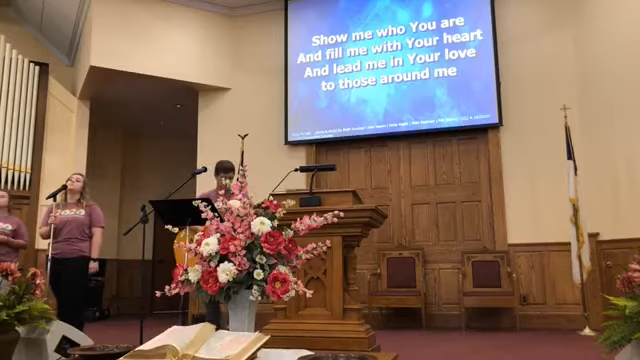 Show me who You are
And fill me with Your heart
And lead me in Your love
to those around me